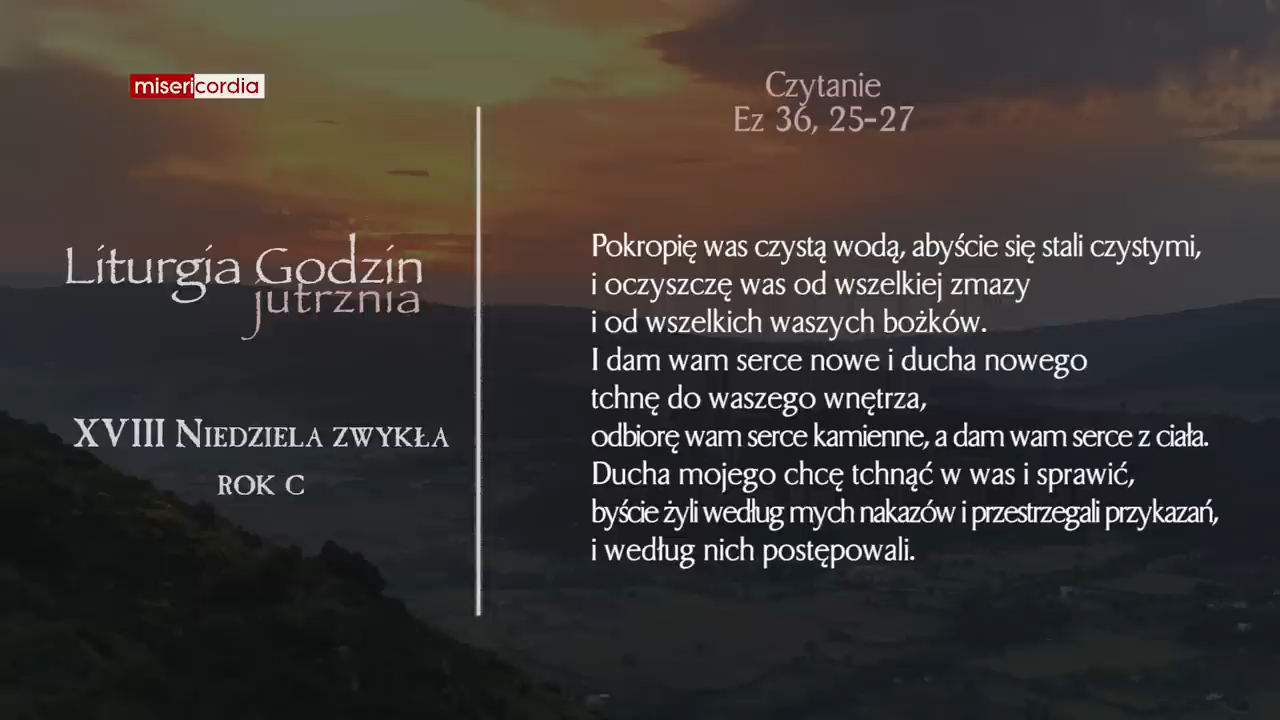 misericordia
Liturgia Godzin
jutrznia
XVIII Niedziela zwykła
rok C
Czytanie
Ez 36, 25-27
Pokropię was czystą wodą, abyście się stali czystymi,
i oczyszczę was od wszelkiej zmazy
i od wszelkich waszych bożków.
I dam wam serce nowe i ducha nowego
tchnę do waszego wnętrza,
odbiorę wam serce kamienne, a dam wam serce z ciała.
Ducha mojego chcę tchnąć w was i sprawić,
byście żyli według mych nakazów i przestrzegali przykazań,
i według nich postępowali.